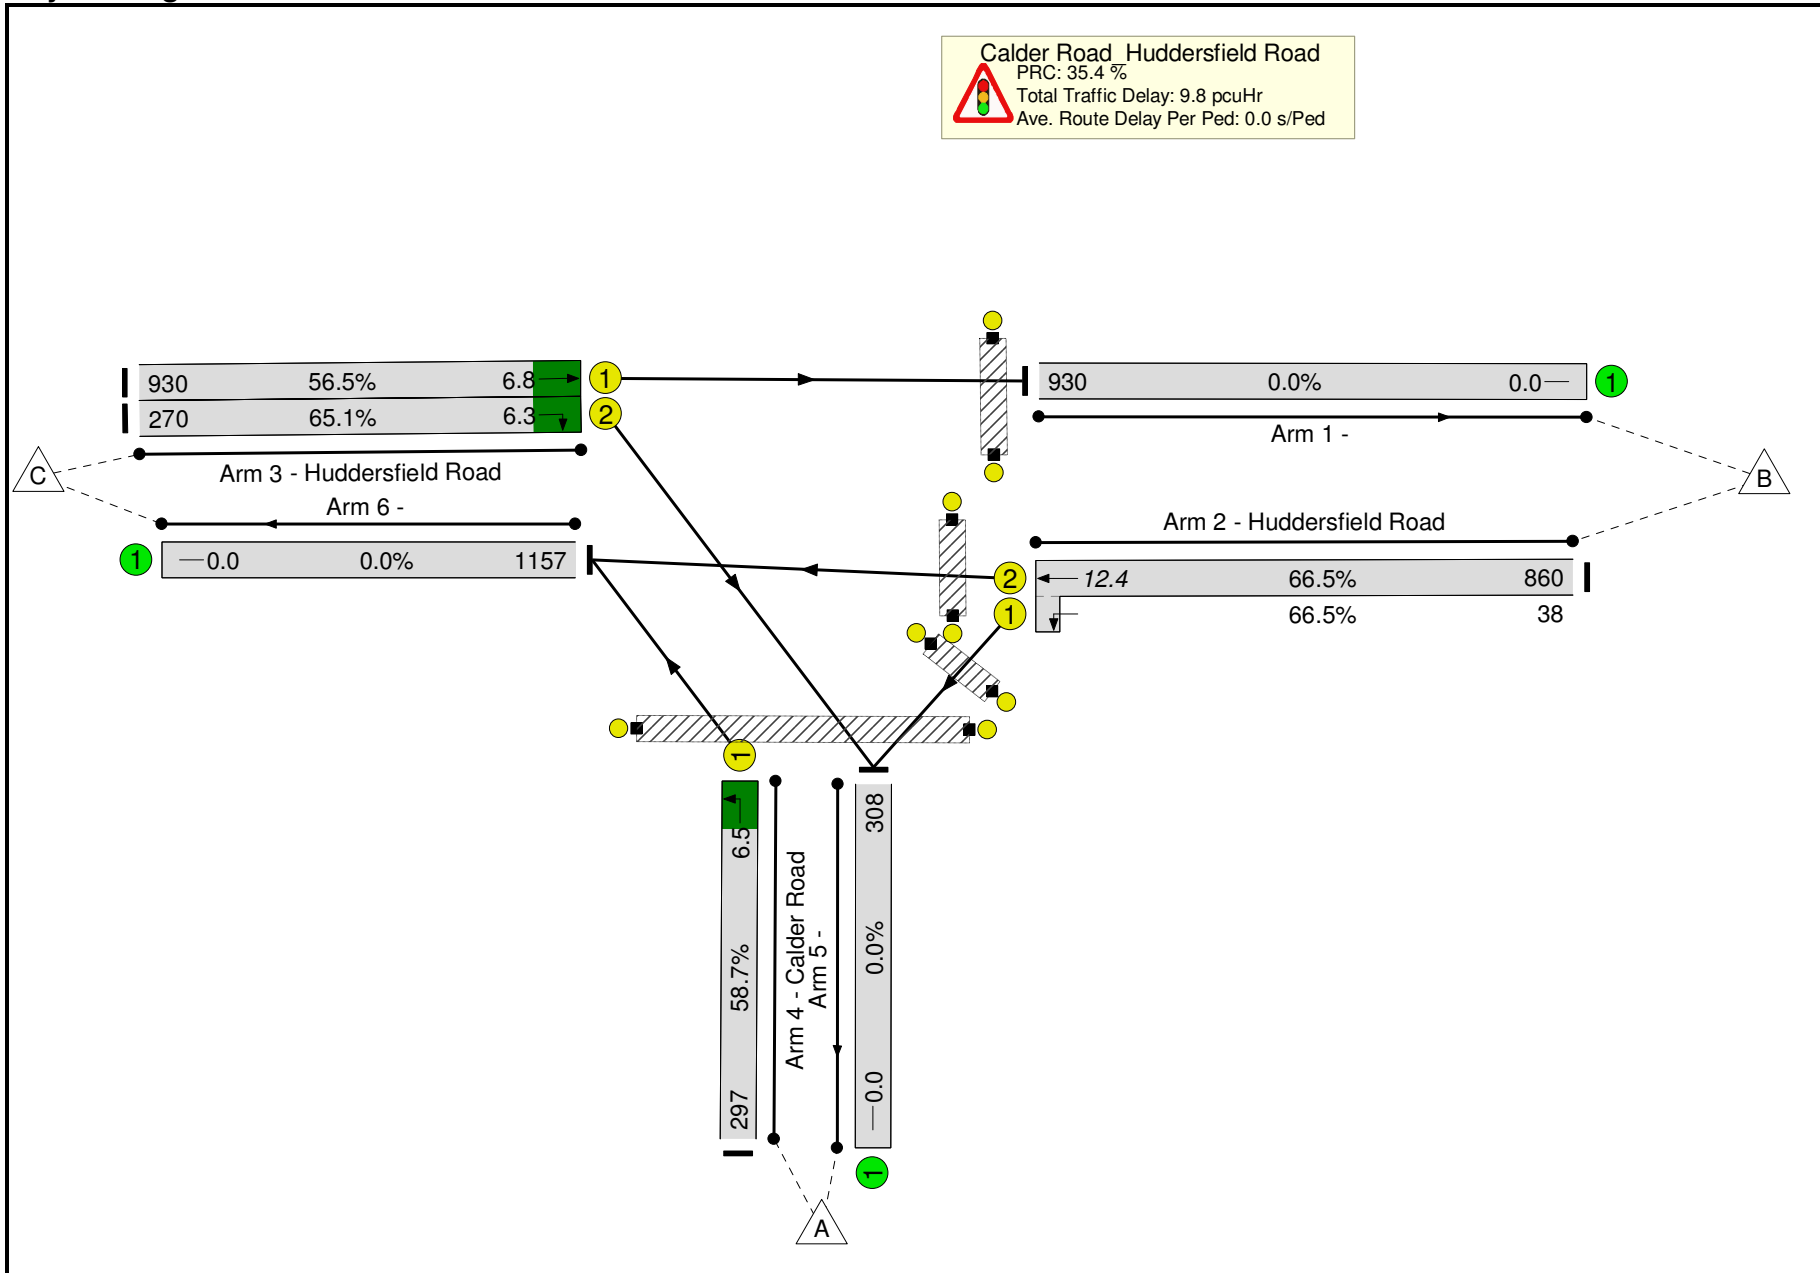 Calder Road_Huddersfield Road
PRC: 35.4 %
Total Traffic Delay: 9.8 pcuHr
Ave. Route Delay Per Ped: 0.0 s/Ped
930 56.5% 6.8 1
270 65.1% 6.3 2
930 0.0% 0.0 1
Arm 1 -
C
Arm 3 - Huddersfield Road
B
Arm 6 -
Arm 2 - Huddersfield Road
1 0.0 0.0% 1157
2 12.4 66.5% 860
1 66.5% 38
1
6.5 58.7% 297
Arm 4 - Calder Road
Arm 5 -
308 0.0% 0.0
1
A